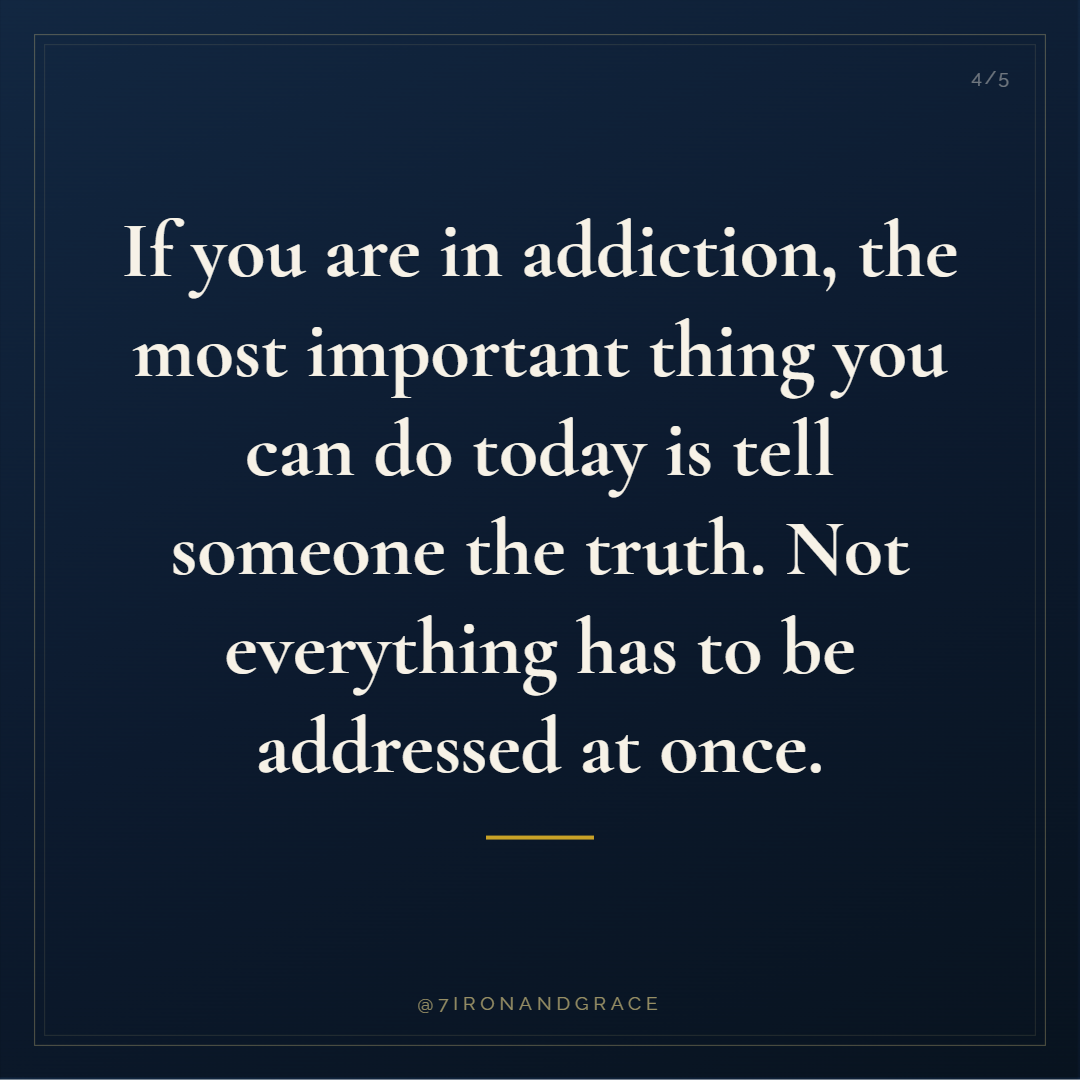 4/5
If you are in addiction, the
most important thing you
can do today is tell
someone the truth. Not
everything has to be
addressed at once.
@7IRONANDGRACE